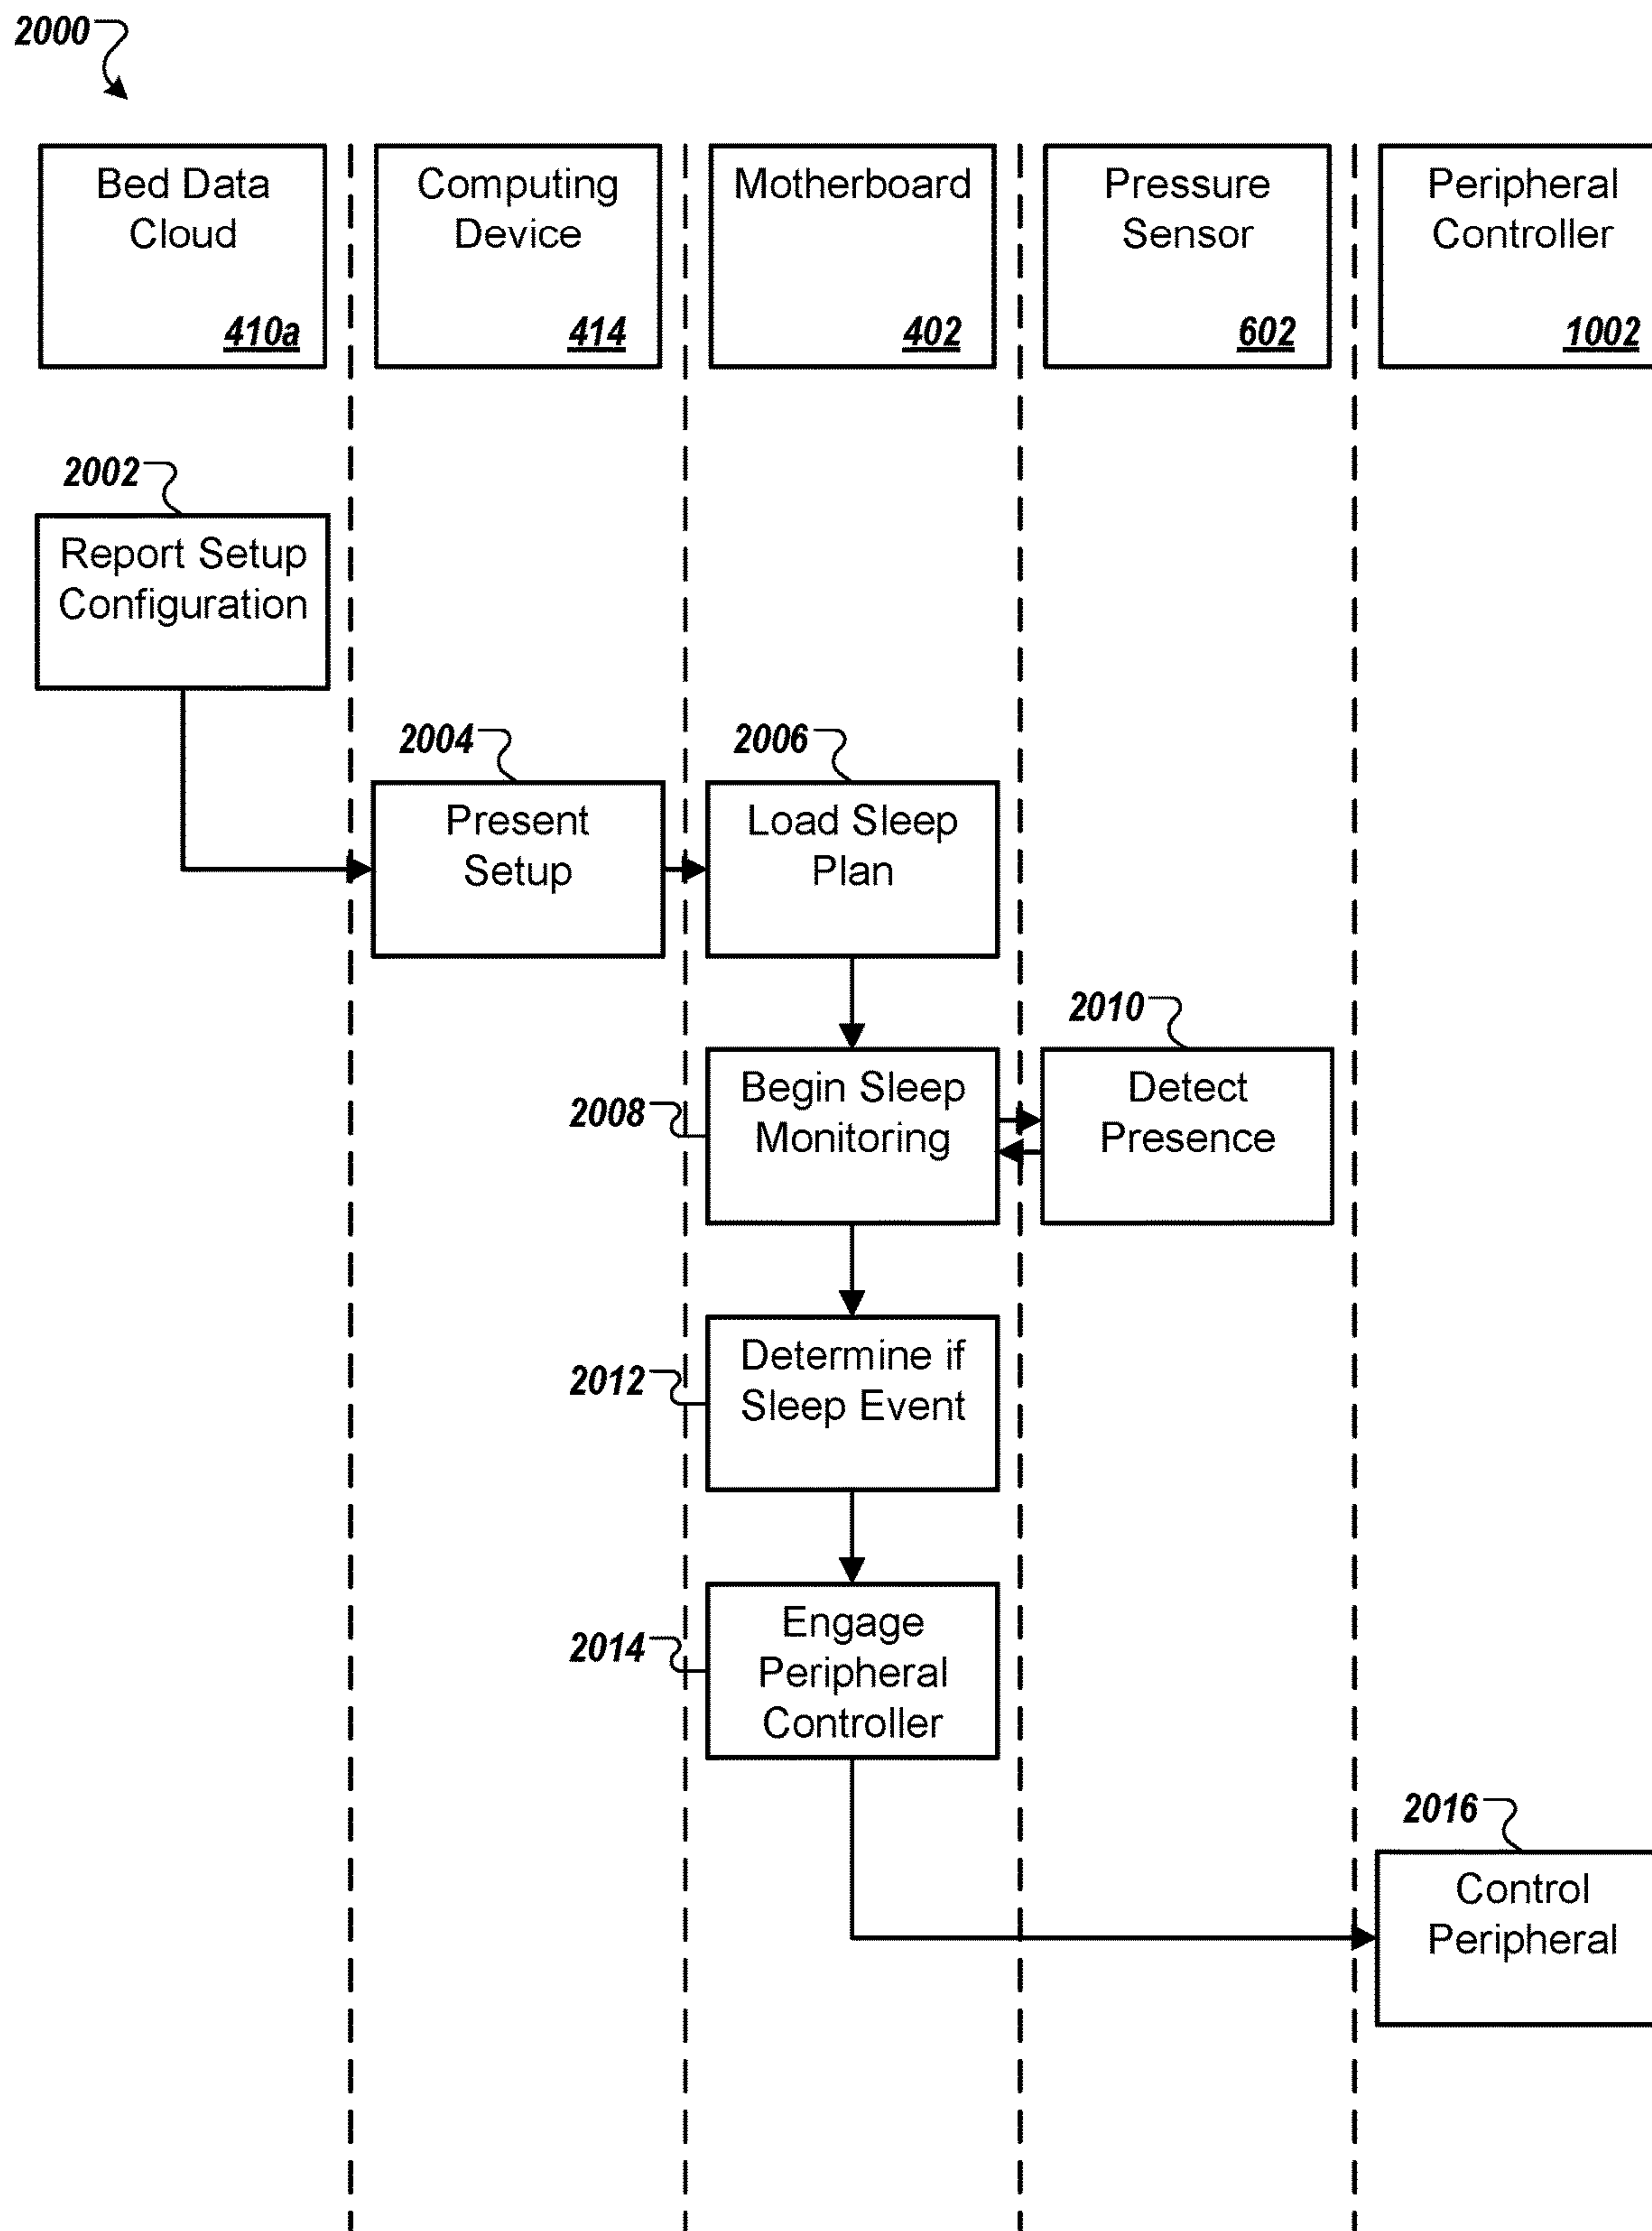 2000
Bed Data
Cloud
410a
Computing
Device
414
Motherboard
402
Pressure
Sensor
602
Peripheral
Controller
1002
2002
Report Setup
Configuration
2004
Present
Setup
2006
Load Sleep
Plan
2008
Begin Sleep
Monitoring
2010
Detect
Presence
2012
Determine if
Sleep Event
2014
Engage
Peripheral
Controller
2016
Control
Peripheral